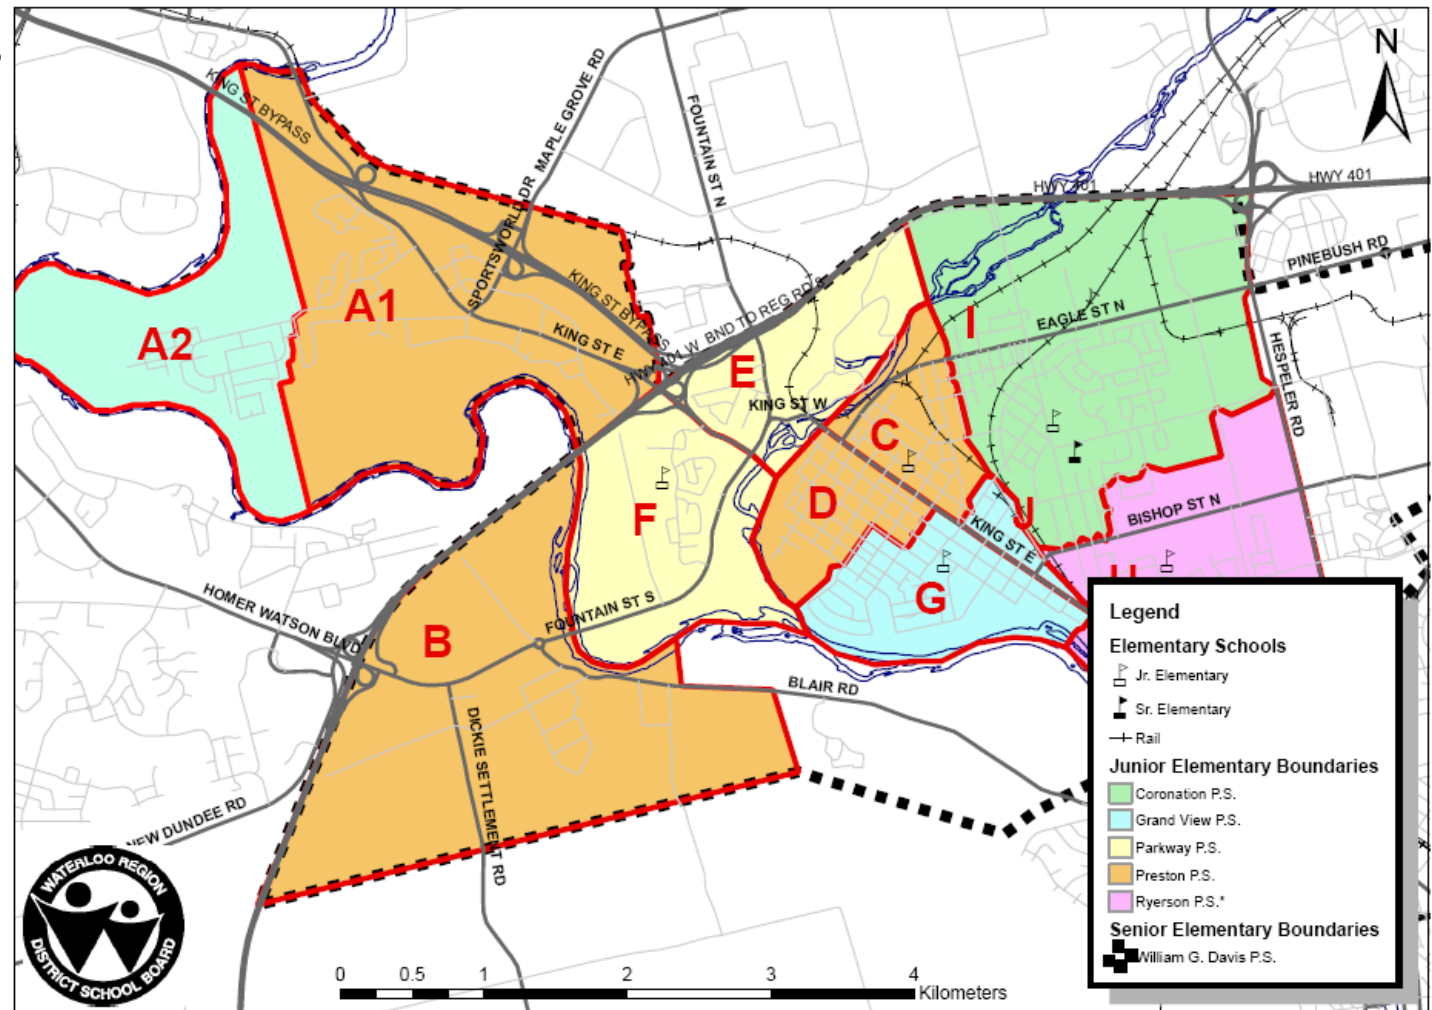 N
KING ST BYPASS
SPORTSWORLD DR
MAPLE GROVE RD
FOUNTAIN ST N
HWY 401
HWY 401
PINEBUSH RD
A1
A2
KING ST BYPASS
KING ST E
HWY 401 W BND TO REG RD 8
E
KING ST W
I
EAGLE ST N
HESPELER RD
C
D
F
J
KING ST E
BISHOP ST N
G
HOMER WATSON BLVD
B
FOUNTAIN ST S
BLAIR RD
DICKIE SETTLEMENT RD
NEW DUNDEE RD
WATERLOO REGION
DISTRICT SCHOOL BOARD
0 0.5 1 2 3 4
Kilometers
Legend
Elementary Schools
Jr. Elementary
Sr. Elementary
Rail
Junior Elementary Boundaries
Coronation P.S.
Grand View P.S.
Parkway P.S.
Preston P.S.
Ryerson P.S.*
Senior Elementary Boundaries
William G. Davis P.S.